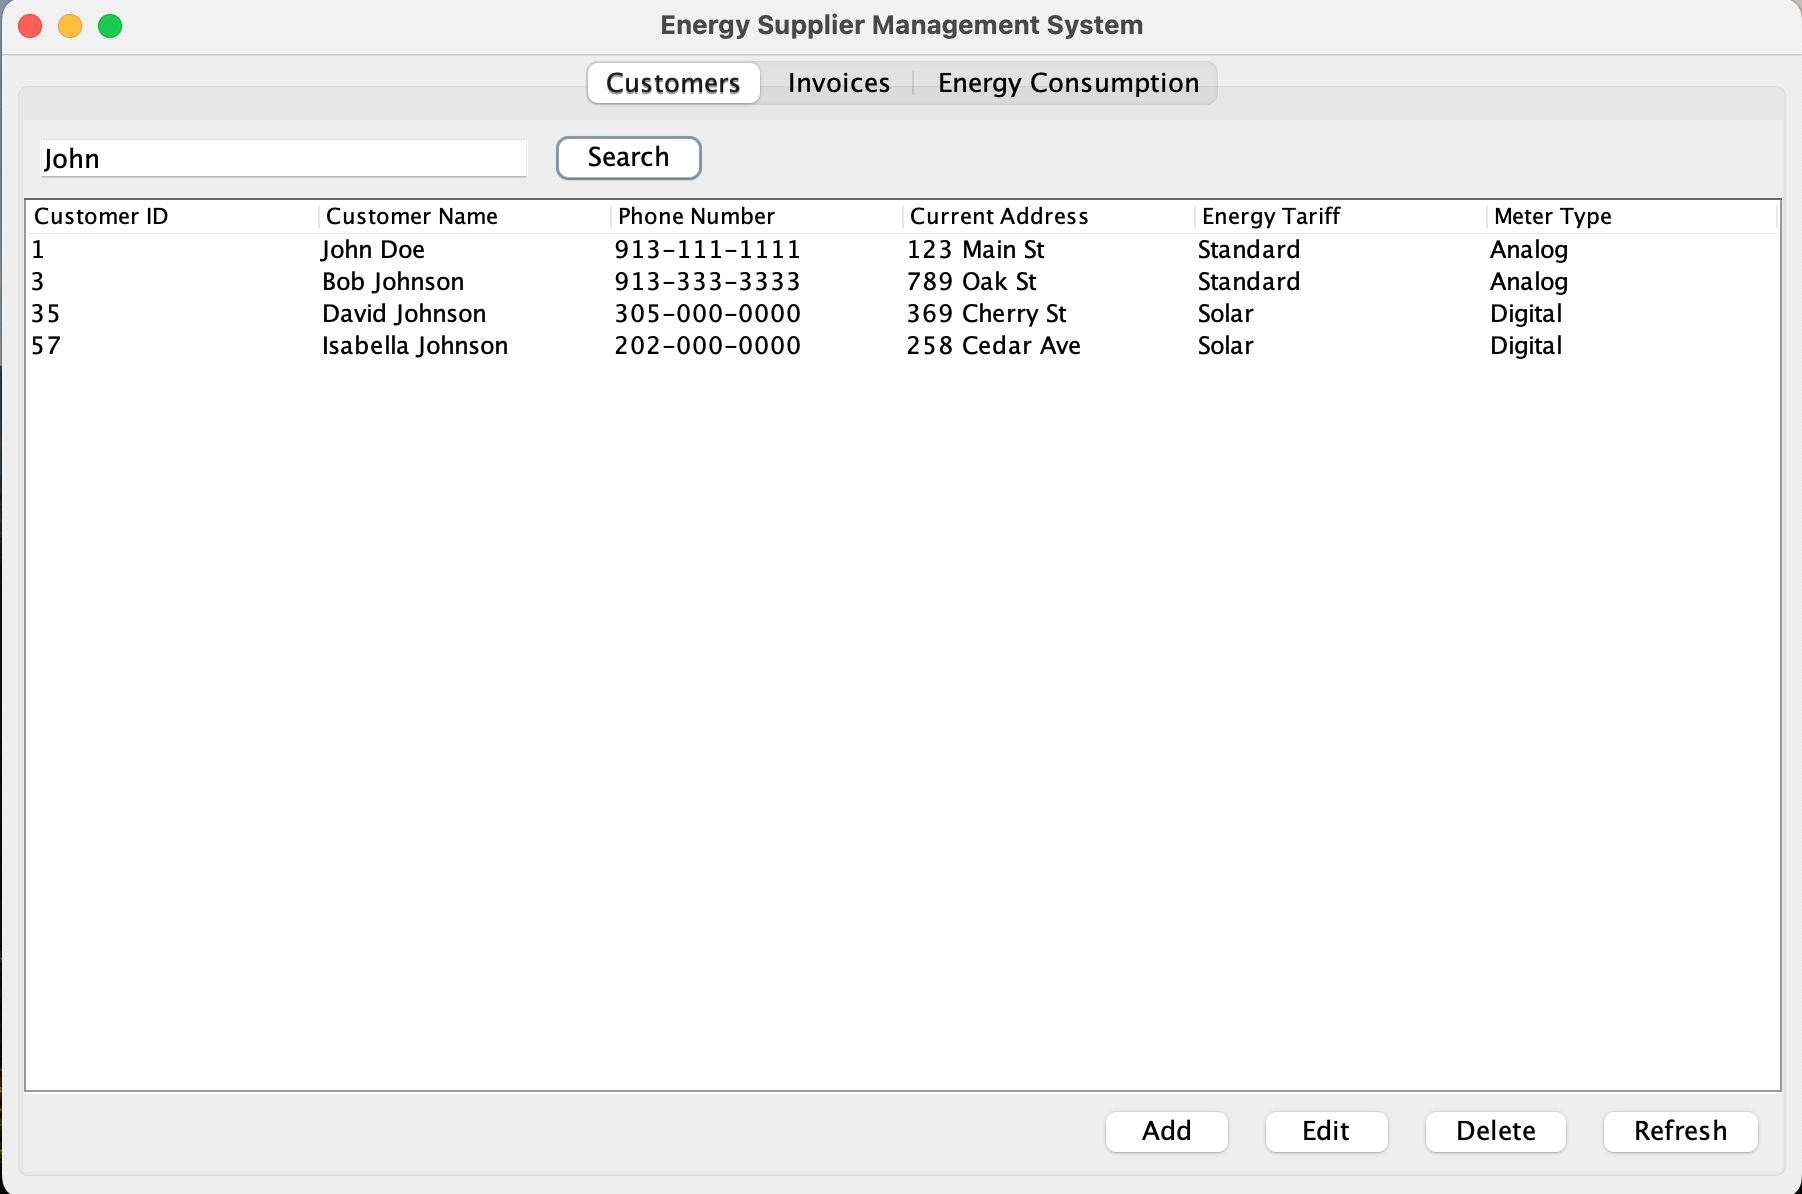 Energy Supplier Management System
Customers Invoices Energy Consumption
John Search
Customer ID Customer Name Phone Number Current Address Energy Tariff Meter Type
1 John Doe 913-111-1111 123 Main St Standard Analog
3 Bob Johnson 913-333-3333 789 Oak St Standard Analog
35 David Johnson 305-000-0000 369 Cherry St Solar Digital
57 Isabella Johnson 202-000-0000 258 Cedar Ave Solar Digital
Add Edit Delete Refresh